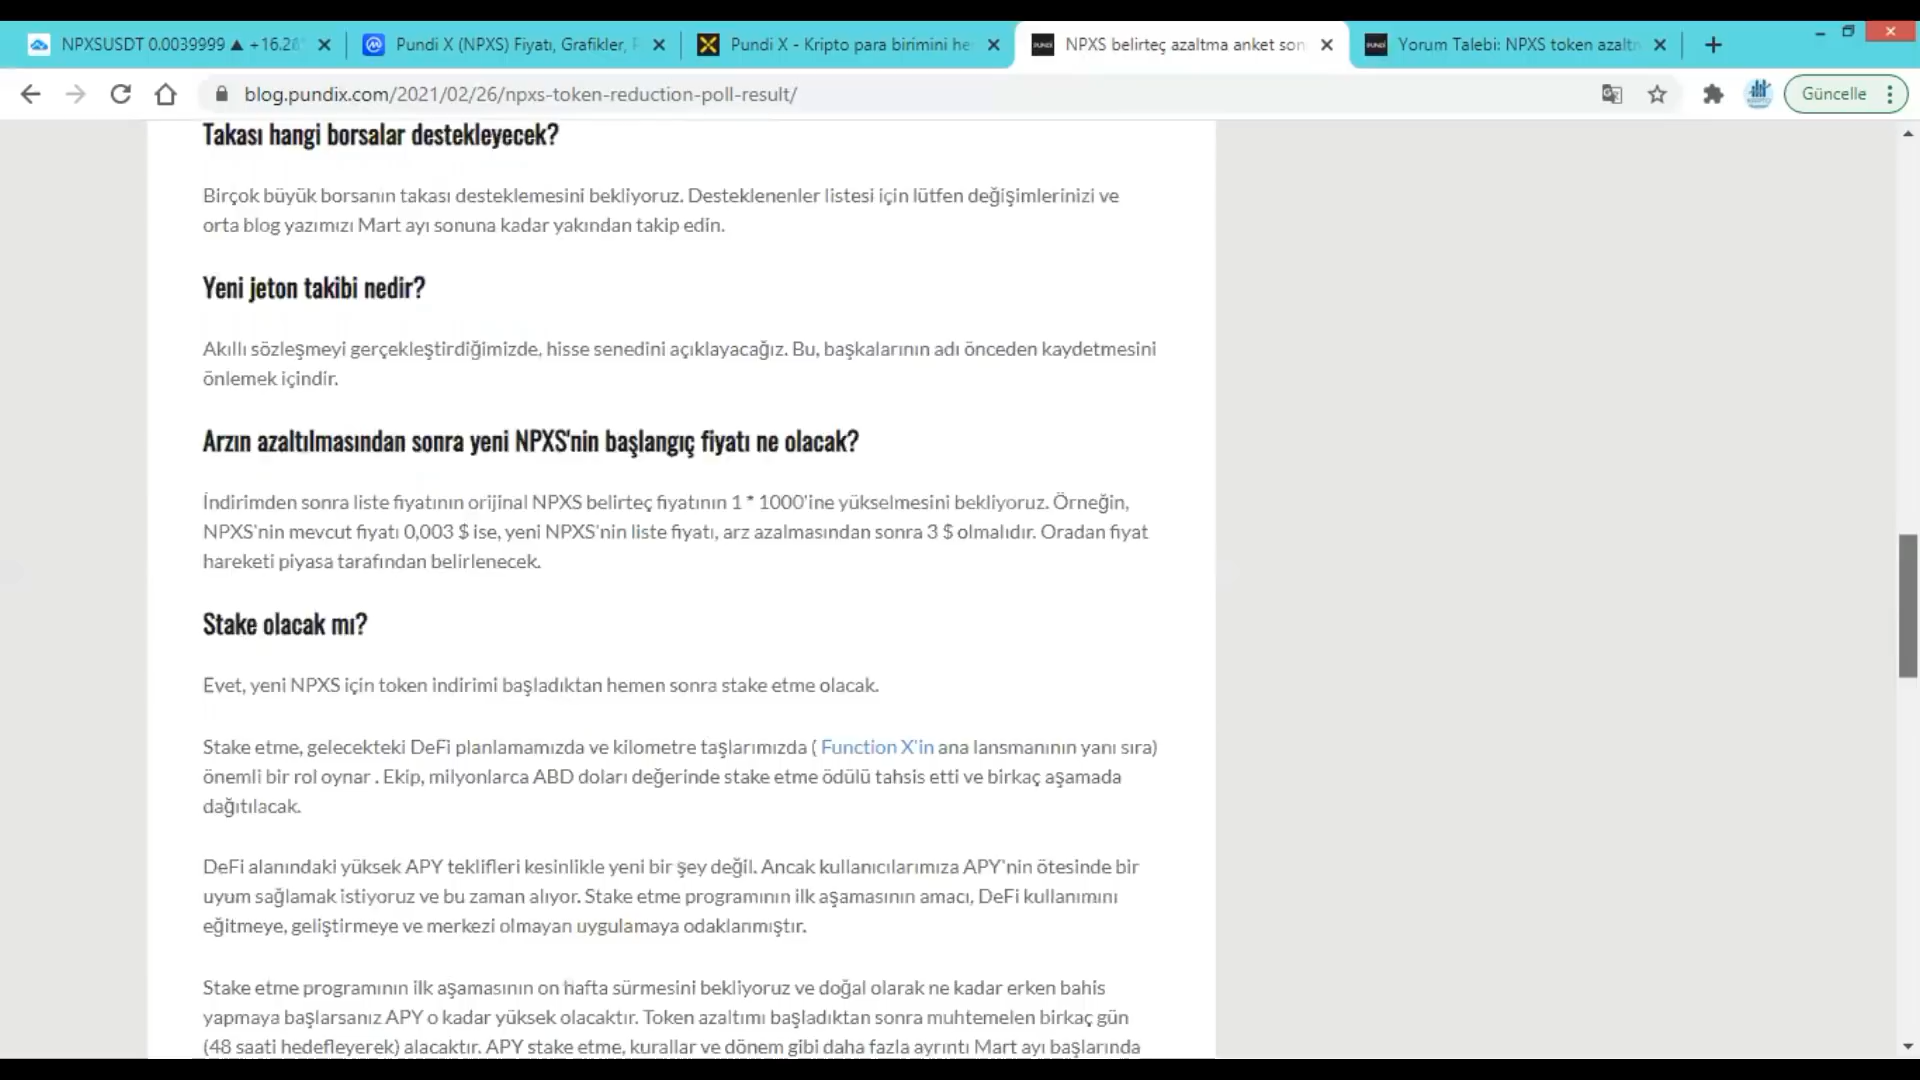 NPXSUSDT 0.0039999 ▲ +16.28
Pundi X (NPXS) Fiyatı, Grafikler,
Pundi X - Kripto para birimini he
NPXS belirteç azaltma anket son
Yorum Talebi: NPXS token azaltm
blog.pundix.com/2021/02/26/npxs-token-reduction-poll-result/
Güncelle
Takası hangi borsalar destekleyecek?
Birçok büyük borsanın takası desteklemesini bekliyoruz. Desteklenenler listesi için lütfen değişimlerinizi ve
orta blog yazımızı Mart ayı sonuna kadar yakından takip edin.
Yeni jeton takibi nedir?
Akıllı sözleşmeyi gerçekleştirdiğimizde, hisse senedini açıklayacağız. Bu, başkalarının adı önceden kaydetmesini
önlemek içindir.
Arzın azaltılmasından sonra yeni NPXS'nin başlangıç fiyatı ne olacak?
İndirimden sonra liste fiyatının orijinal NPXS belirteç fiyatının 1 * 1000'ine yükselmesini bekliyoruz. Örneğin,
NPXS'nin mevcut fiyatı 0,003 $ ise, yeni NPXS'nin liste fiyatı, arz azalmasından sonra 3 $ olmalıdır. Oradan fiyat
hareketi piyasa tarafından belirlenecek.
Stake olacak mı?
Evet, yeni NPXS için token indirimi başladıktan hemen sonra stake etme olacak.
Stake etme, gelecekteki DeFi planlamamızda ve kilometre taşlarımızda ( Function X'in ana lansmanının yanı sıra)
önemli bir rol oynar . Ekip, milyonlarca ABD doları değerinde stake etme ödülü tahsis etti ve birkaç aşamada
dağıtılacak.
DeFi alanındaki yüksek APY teklifleri kesinlikle yeni bir şey değil. Ancak kullanıcılarımıza APY'nin ötesinde bir
uyum sağlamak istiyoruz ve bu zaman alıyor. Stake etme programının ilk aşamasının amacı, DeFi kullanımını
eğitmeye, geliştirmeye ve merkezi olmayan uygulamaya odaklanmıştır.
Stake etme programının ilk aşamasının on hafta sürmesini bekliyoruz ve doğal olarak ne kadar erken bahis
yapmaya başlarsanız APY o kadar yüksek olacaktır. Token azaltımı başladıktan sonra muhtemelen birkaç gün
(48 saati hedefleyerek) alacaktır. APY stake etme, kurallar ve dönem gibi daha fazla ayrıntı Mart ayı başlarında